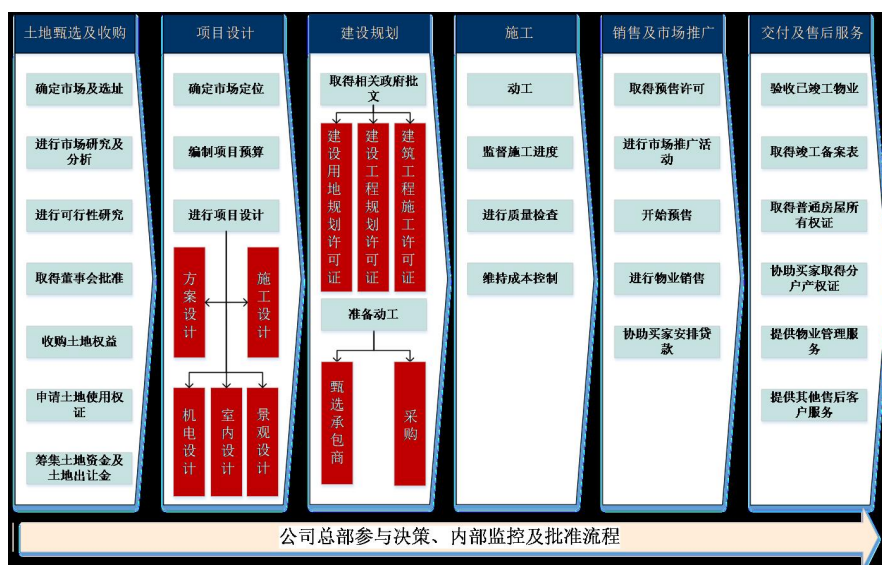 土地甄选及收购
确定市场及选址
进行市场研究及
分析
进行可行性研究
取得董事会批准
收购土地权益
申请土地使用权
证
筹集土地资金及
土地出让金
项目设计
确定市场定位
编制项目预算
进行项目设计
方案设计
施工设计
机电设计
室内设计
景观设计
建设规划
取得相关政府批
文
建设用地规划许可证
建设工程规划许可证
建筑工程施工许可证
准备动工
甄选承包商
采购
施工
动工
监督施工进度
进行质量检查
维持成本控制
销售及市场推广
取得预售许可
进行市场推广活
动
开始预售
进行物业销售
协助买家安排贷
款
交付及售后服务
验收已竣工物业
取得竣工备案表
取得普通房屋所
有权证
协助买家取得分
户产权证
提供物业管理服
务
提供其他售后客
户服务
公司总部参与决策、内部监控及批准流程